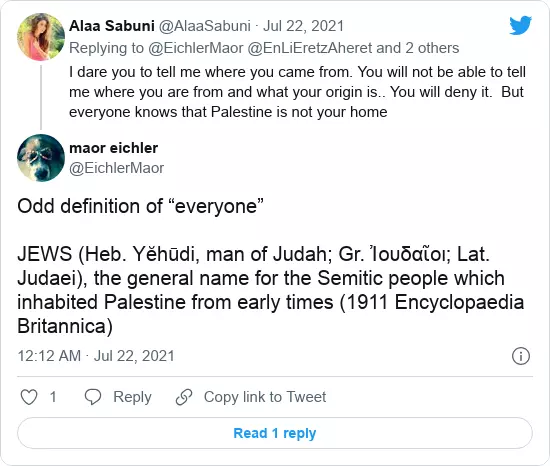 Alaa Sabuni @AlaaSabuni · Jul 22, 2021
Replying to @EichlerMaor @EnLiEretzAheret and 2 others
I dare you to tell me where you came from. You will not be able to tell
me where you are from and what your origin is.. You will deny it.  But
everyone knows that Palestine is not your home
maor eichler
@EichlerMaor
Odd definition of “everyone”
JEWS (Heb. Yĕhūdi, man of Judah; Gr. Ἰουδαῖοι; Lat.
Judaei), the general name for the Semitic people which
inhabited Palestine from early times (1911 Encyclopaedia
Britannica)
12:12 AM · Jul 22, 2021
1 Reply Copy link to Tweet
Read 1 reply